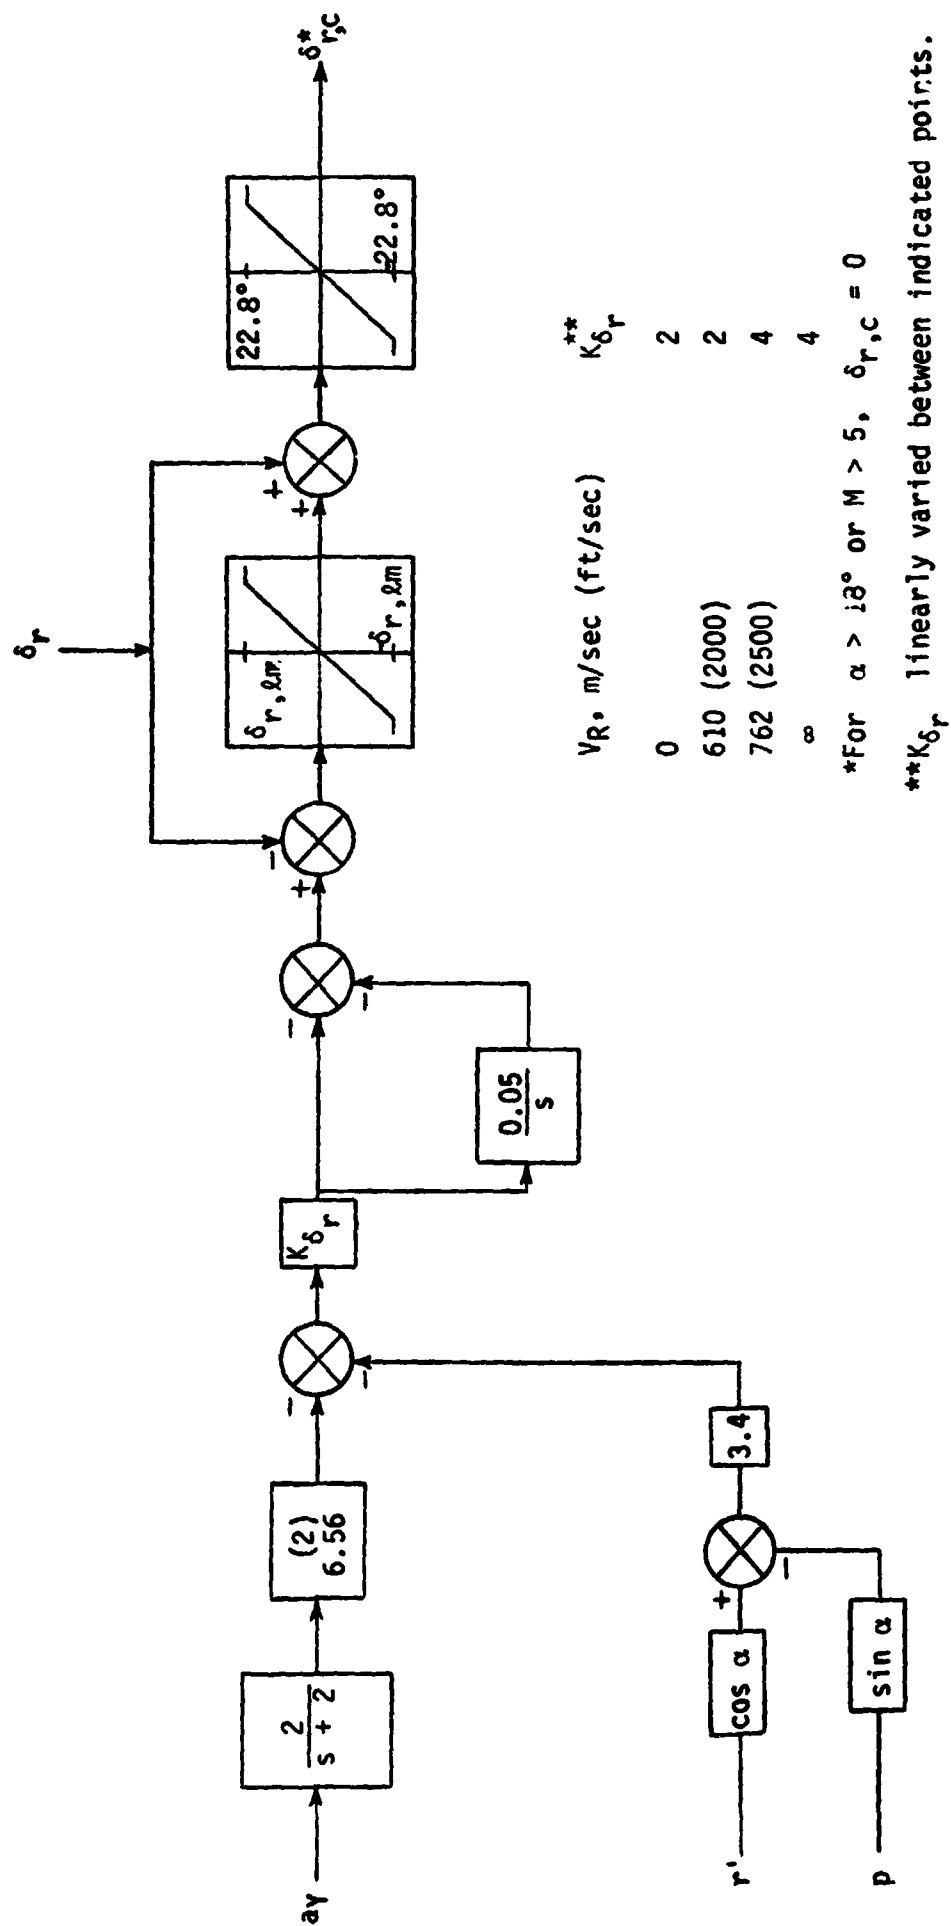 δr
ay
2
s + 2
(2)
6.56
Kδr
0.05
s
δr,ℓm
-δr,ℓm
22.8°
-22.8°
δ*r,c
r'
cos α
p
sin α
3.4
VR, m/sec (ft/sec) K**δr
0 2
610 (2000) 2
762 (2500) 4
∞ 4
*For α > 18° or M > 5, δr,c = 0
**Kδr linearly varied between indicated points.